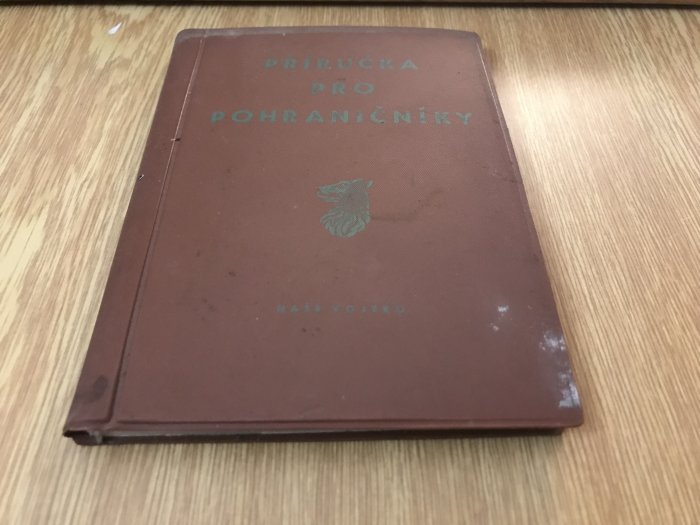 PŘÍRUČKA
PRO
POHRANIČNÍKY
NAŠE VOJSKO